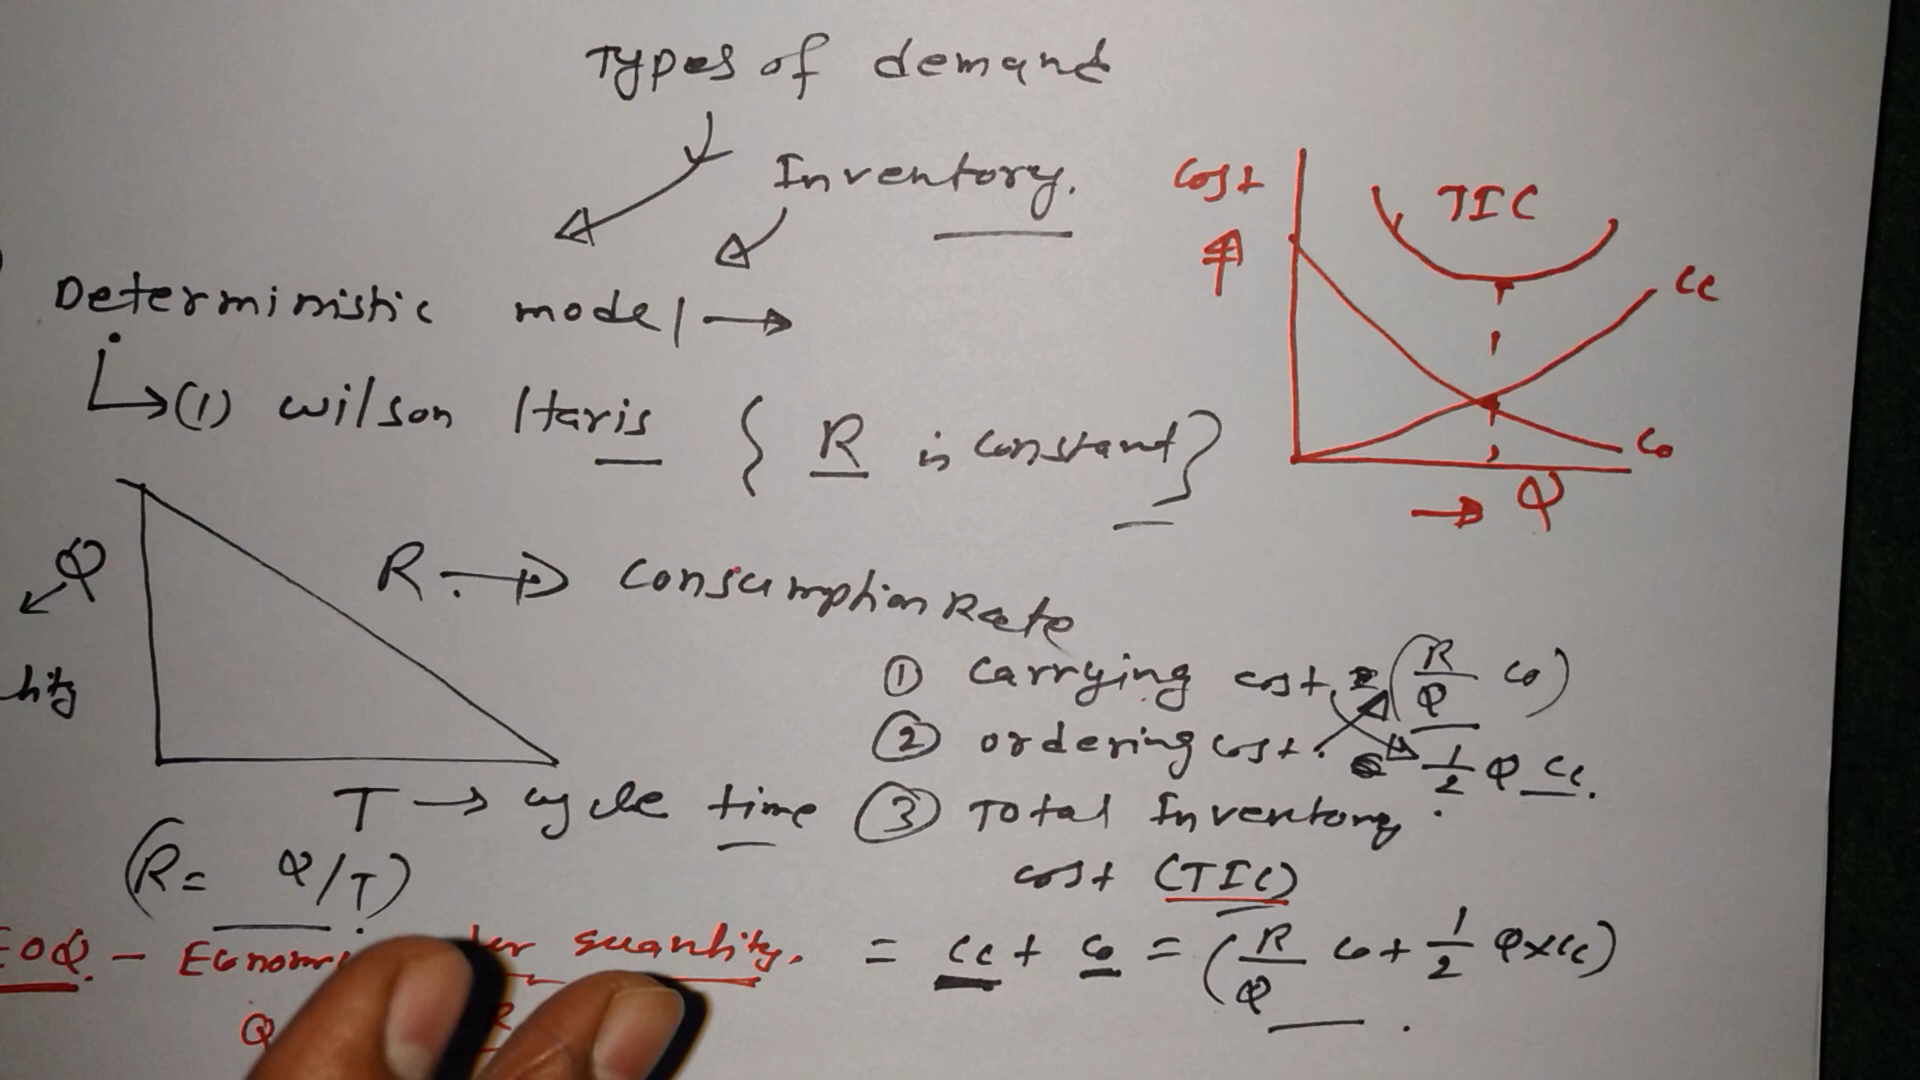 Types of demand
Inventory.
Deterministic model →
(1) Wilson Harris { R is constant }
Cost
TIC
Cc
Co
→ Q
Q
R → Consumption Rate
T → cycle time
(R = Q/T)
① Carrying cost = (R/Q Co)
② ordering cost. 1/2 Q Cc.
③ Total Inventory
cost (TIC)
= Cc + Co = (R/Q Co + 1/2 Q×Cc)
EOQ. - quantity.
Q R